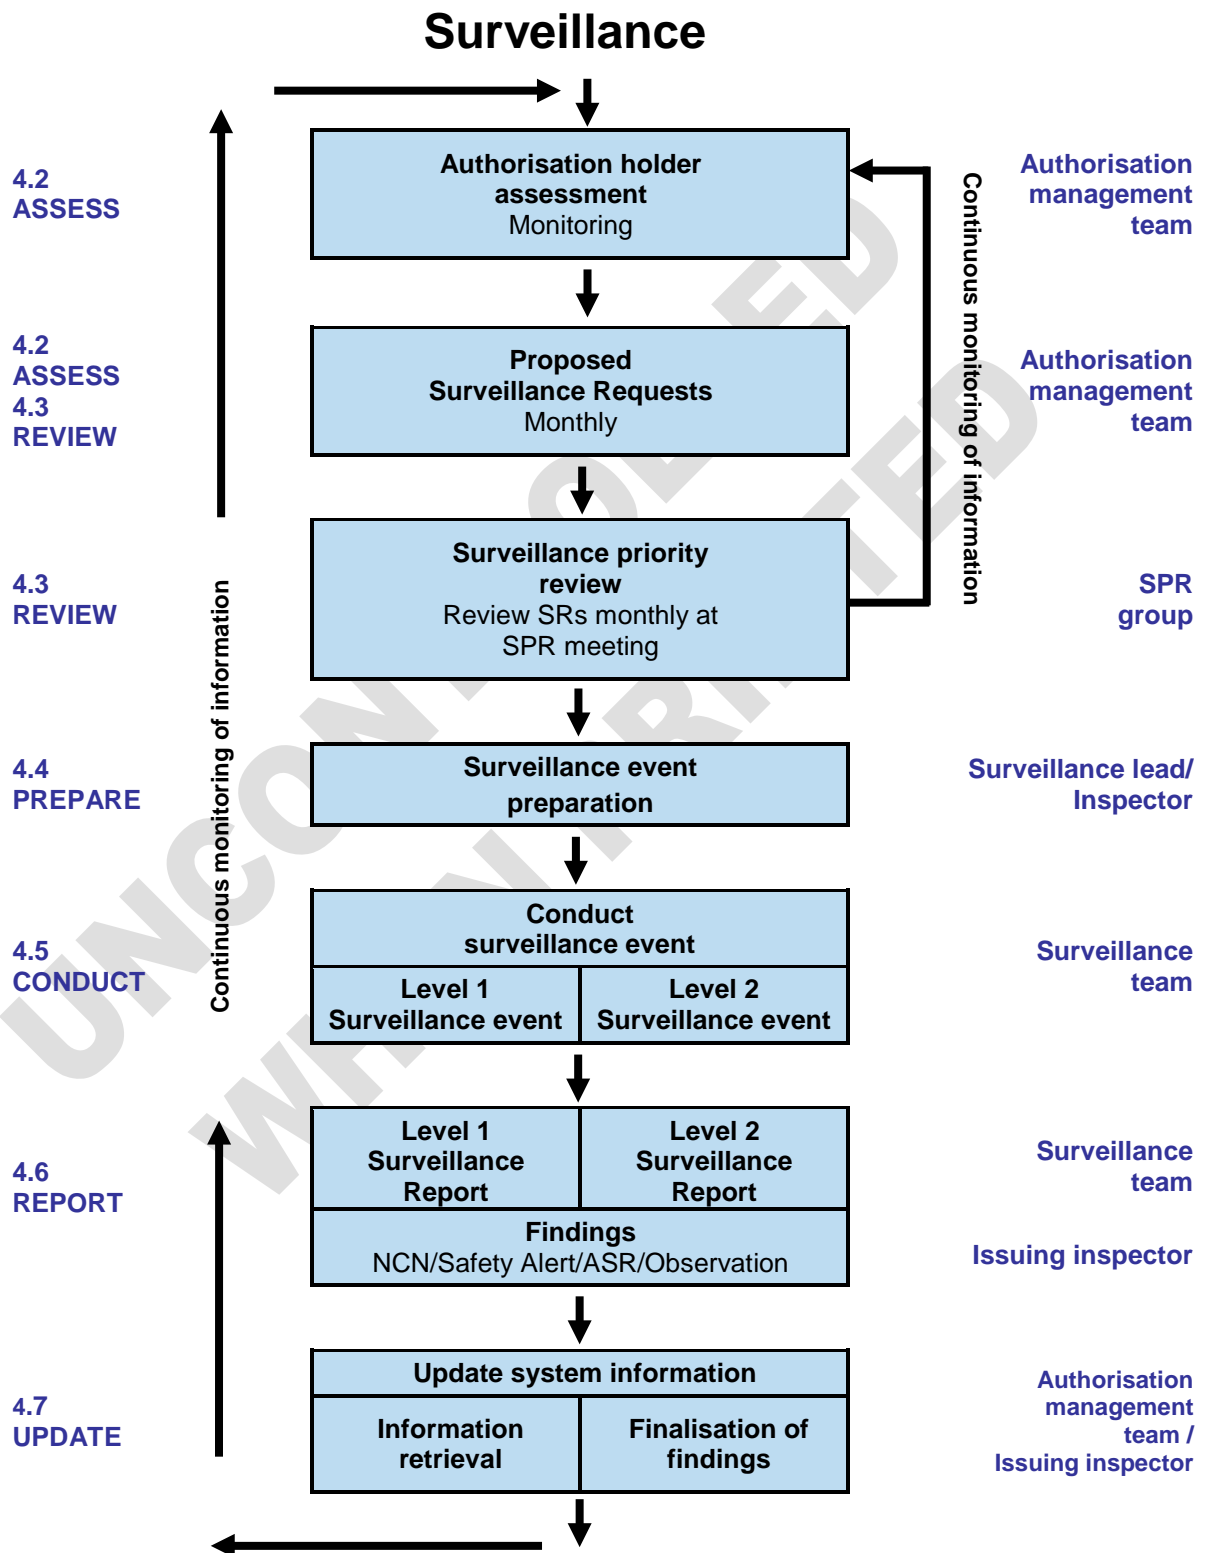 Surveillance
4.2
ASSESS
Authorisation holder
assessment
Monitoring
Authorisation
management
team
4.2
ASSESS
4.3
REVIEW
Proposed
Surveillance Requests
Monthly
Authorisation
management
team
Continuous monitoring of information
4.3
REVIEW
Surveillance priority
review
Review SRs monthly at
SPR meeting
SPR
group
Continuous monitoring of information
4.4
PREPARE
Surveillance event
preparation
Surveillance lead/
Inspector
4.5
CONDUCT
Conduct
surveillance event
Level 1
Surveillance event
Level 2
Surveillance event
Surveillance
team
4.6
REPORT
Level 1
Surveillance
Report
Level 2
Surveillance
Report
Surveillance
team
Findings
NCN/Safety Alert/ASR/Observation
Issuing inspector
4.7
UPDATE
Update system information
Information
retrieval
Finalisation of
findings
Authorisation
management
team /
Issuing inspector
UNCONTROLLED
WHEN PRINTED